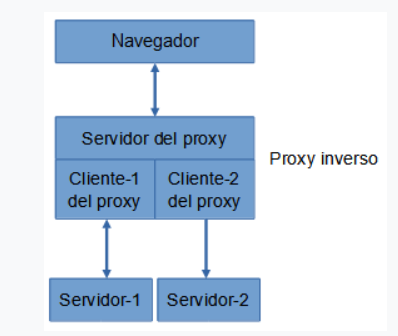 Navegador
Servidor del proxy
Proxy inverso
Cliente-1
del proxy
Cliente-2
del proxy
Servidor-1
Servidor-2